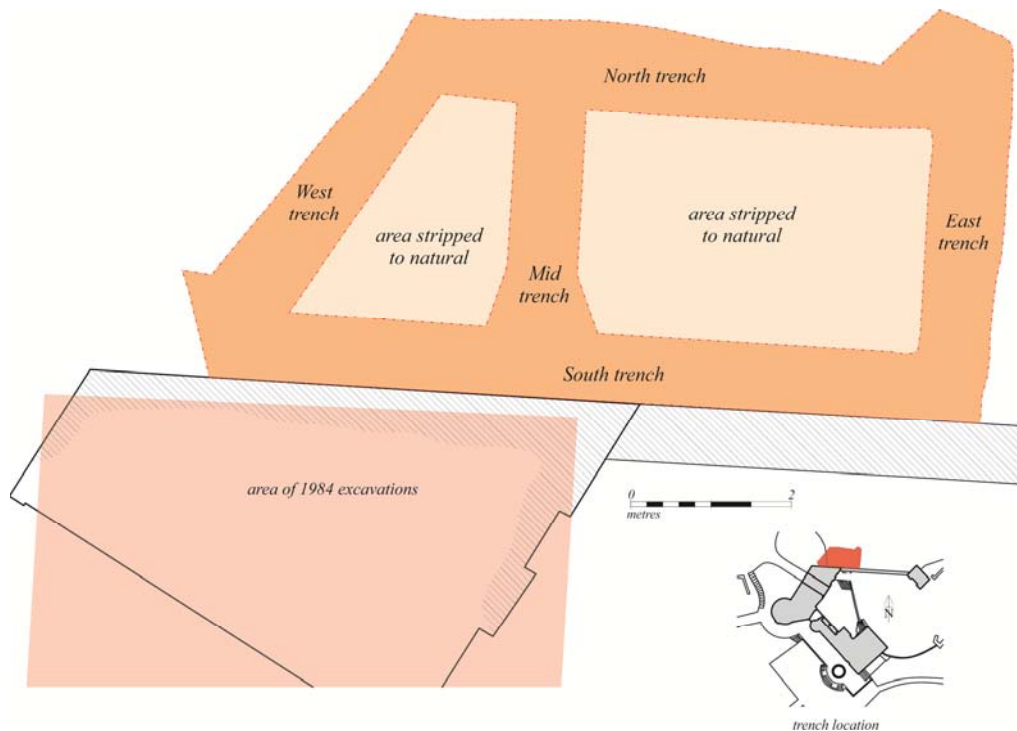 North trench
West
trench
area stripped
to natural
area stripped
to natural
East
trench
Mid
trench
South trench
area of 1984 excavations
0 2
metres
N
trench location